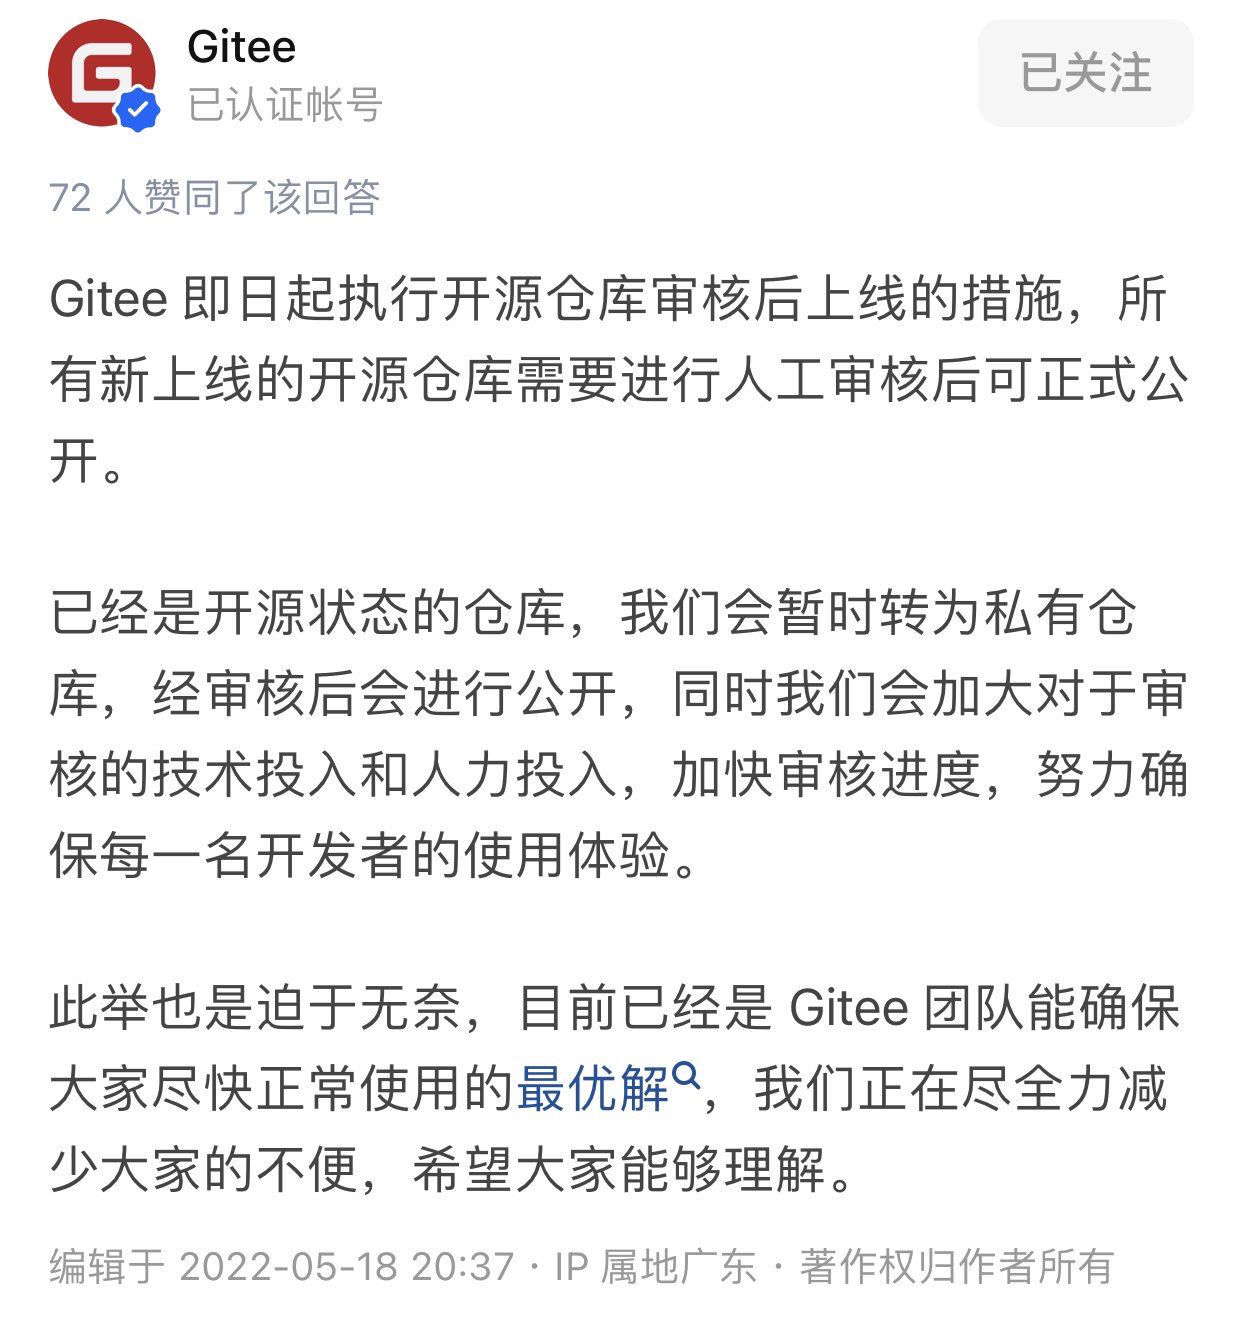 Gitee
已认证帐号
已关注
72 人赞同了该回答
Gitee 即日起执行开源仓库审核后上线的措施，所
有新上线的开源仓库需要进行人工审核后可正式公
开。
已经是开源状态的仓库，我们会暂时转为私有仓
库，经审核后会进行公开，同时我们会加大对于审
核的技术投入和人力投入，加快审核进度，努力确
保每一名开发者的使用体验。
此举也是迫于无奈，目前已经是 Gitee 团队能确保
大家尽快正常使用的最优解，我们正在尽全力减
少大家的不便，希望大家能够理解。
编辑于 2022-05-18 20:37 · IP 属地广东 · 著作权归作者所有